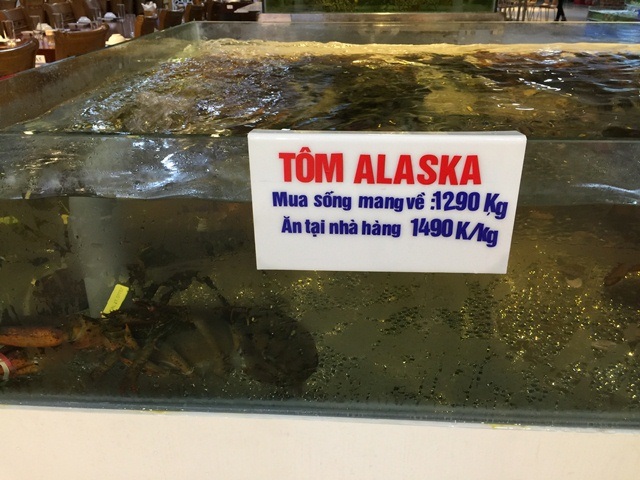 TÔM ALASKA
Mua sống mang về :1290 Kg
Ăn tại nhà hàng 1490 K/kg